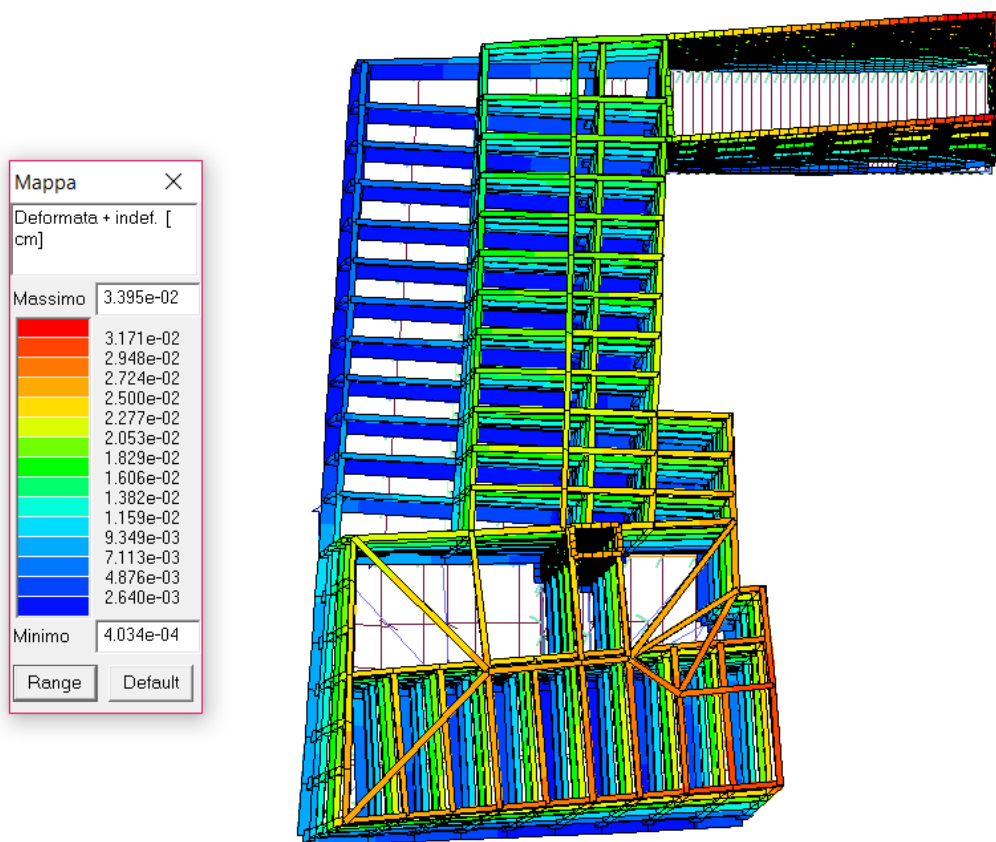 Mappa
Deformata + indef. [
cm]
Massimo 3.395e-02
3.171e-02
2.948e-02
2.724e-02
2.500e-02
2.277e-02
2.053e-02
1.829e-02
1.606e-02
1.382e-02
1.159e-02
9.349e-03
7.113e-03
4.876e-03
2.640e-03
Minimo 4.034e-04
Range Default